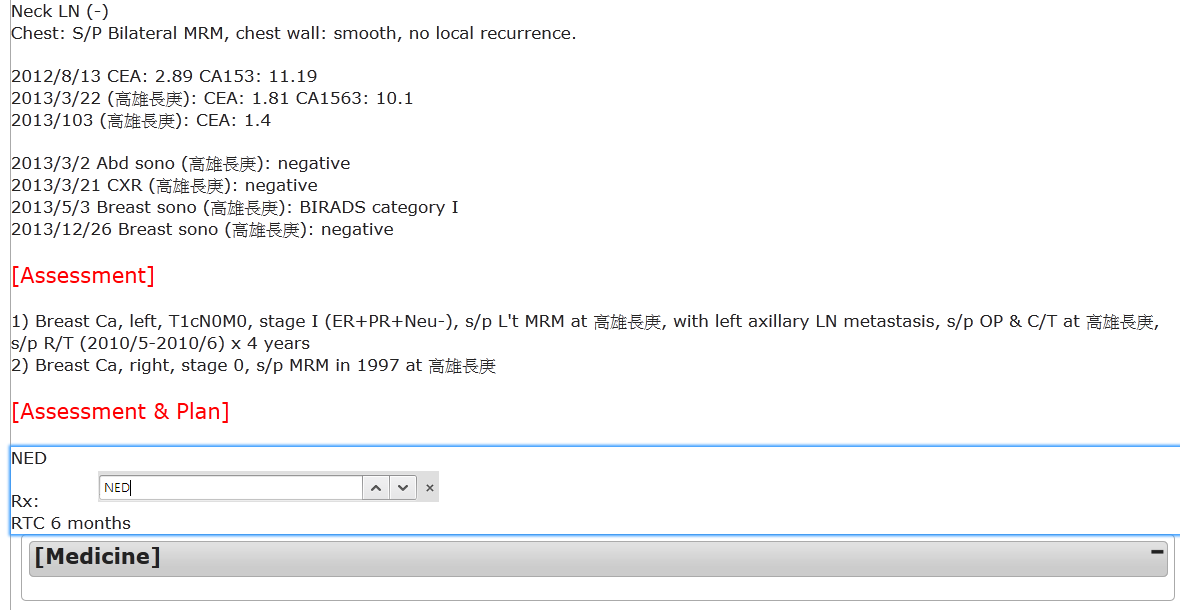 Neck LN (-)
Chest: S/P Bilateral MRM, chest wall: smooth, no local recurrence.
2012/8/13 CEA: 2.89 CA153: 11.19
2013/3/22 (高雄長庚): CEA: 1.81 CA1563: 10.1
2013/103 (高雄長庚): CEA: 1.4
2013/3/2 Abd sono (高雄長庚): negative
2013/3/21 CXR (高雄長庚): negative
2013/5/3 Breast sono (高雄長庚): BIRADS category I
2013/12/26 Breast sono (高雄長庚): negative
[Assessment]
1) Breast Ca, left, T1cN0M0, stage I (ER+PR+Neu-), s/p L't MRM at 高雄長庚, with left axillary LN metastasis, s/p OP & C/T at 高雄長庚,
s/p R/T (2010/5-2010/6) x 4 years
2) Breast Ca, right, stage 0, s/p MRM in 1997 at 高雄長庚
[Assessment & Plan]
NED
NED
Rx:
RTC 6 months
[Medicine]